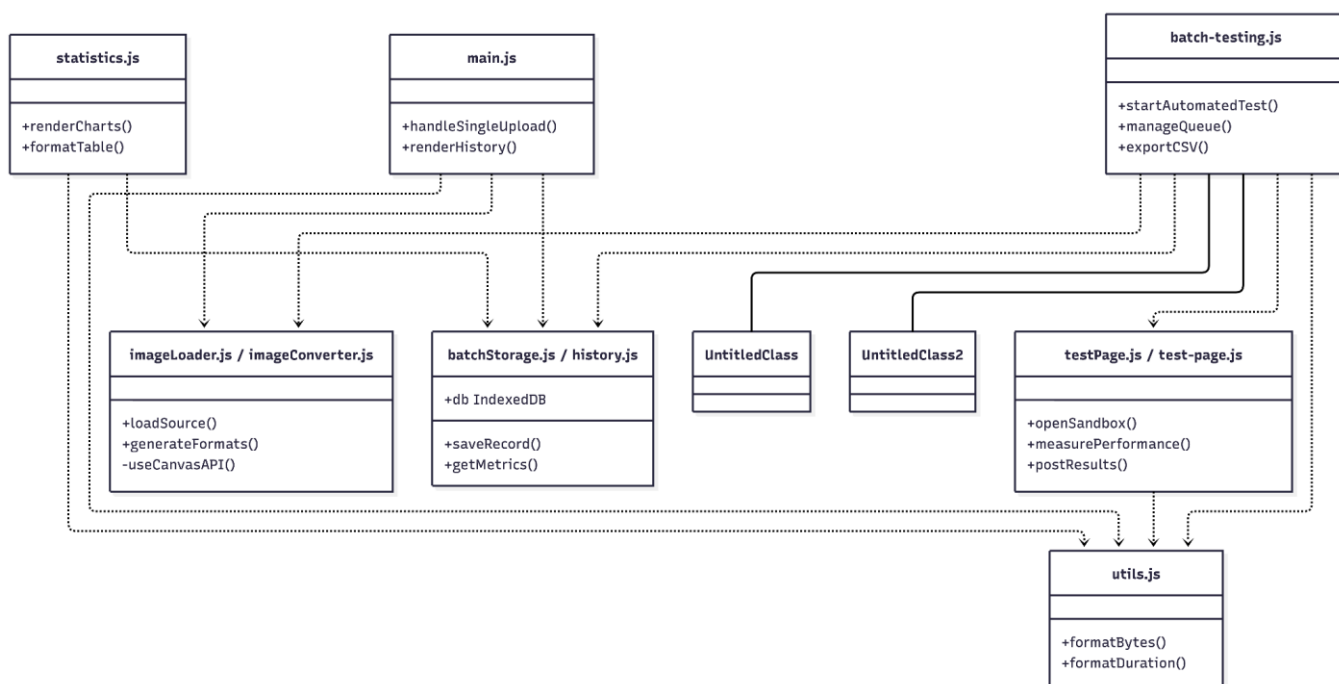 statistics.js
+renderCharts()
+formatTable()
main.js
+handleSingleUpload()
+renderHistory()
batch-testing.js
+startAutomatedTest()
+manageQueue()
+exportCSV()
imageLoader.js / imageConverter.js
+loadSource()
+generateFormats()
-useCanvasAPI()
batchStorage.js / history.js
+db IndexedDB
+saveRecord()
+getMetrics()
UntitledClass
UntitledClass2
testPage.js / test-page.js
+openSandbox()
+measurePerformance()
+postResults()
utils.js
+formatBytes()
+formatDuration()